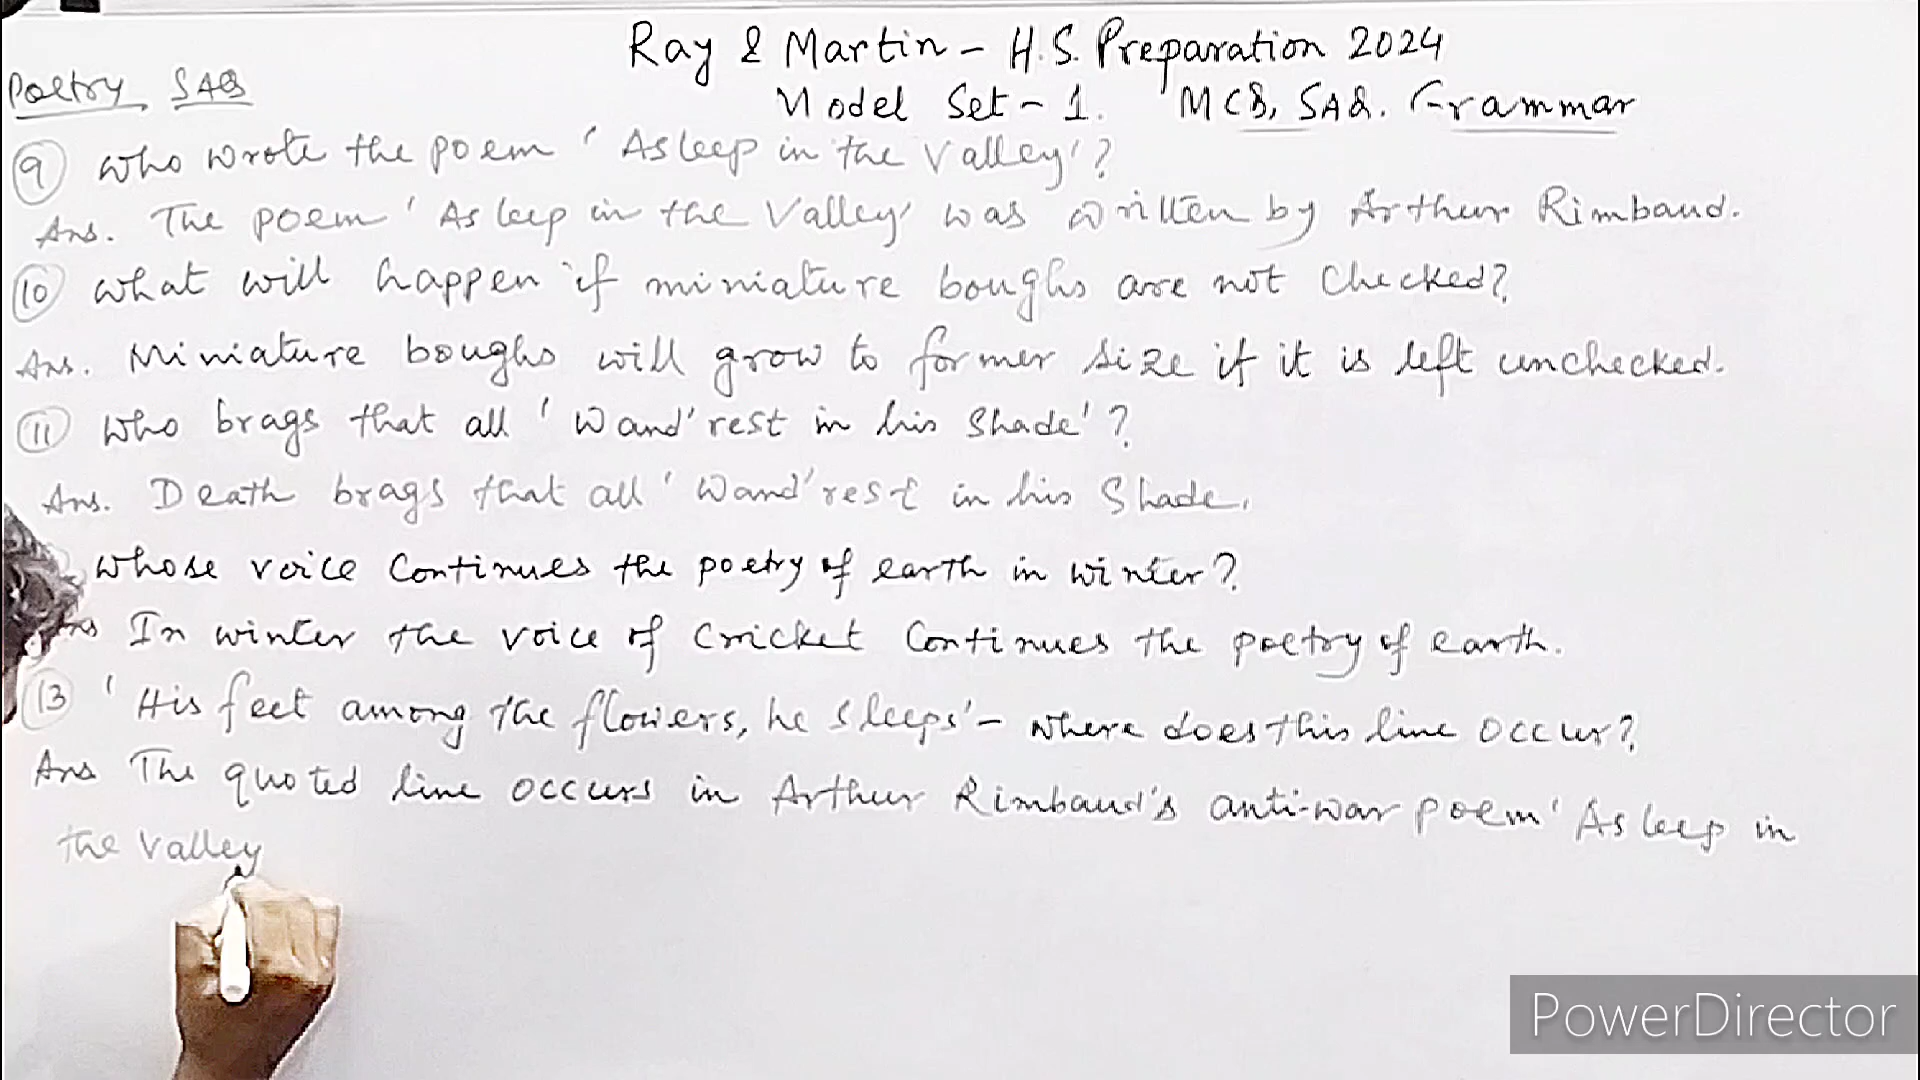 Ray & Martin - H.S. Preparation 2024
Poetry SAQ
Model Set - 1. MCQ, SAQ. Grammar
9 Who wrote the poem 'Asleep in the Valley'?
Ans. The poem 'Asleep in the Valley' was written by Arthur Rimbaud.
10 What will happen if miniature boughs are not checked?
Ans. Miniature boughs will grow to former size if it is left unchecked.
11 Who brags that all 'Wand'rest in his Shade'?
Ans. Death brags that all 'Wand'rest in his Shade.
Whose voice continues the poetry of earth in winter?
Ans In winter the voice of Cricket continues the poetry of earth.
13 'His feet among the flowers, he sleeps' - where does this line occur?
Ans The quoted line occurs in Arthur Rimbaud's anti-war poem 'Asleep in
the Valley
PowerDirector